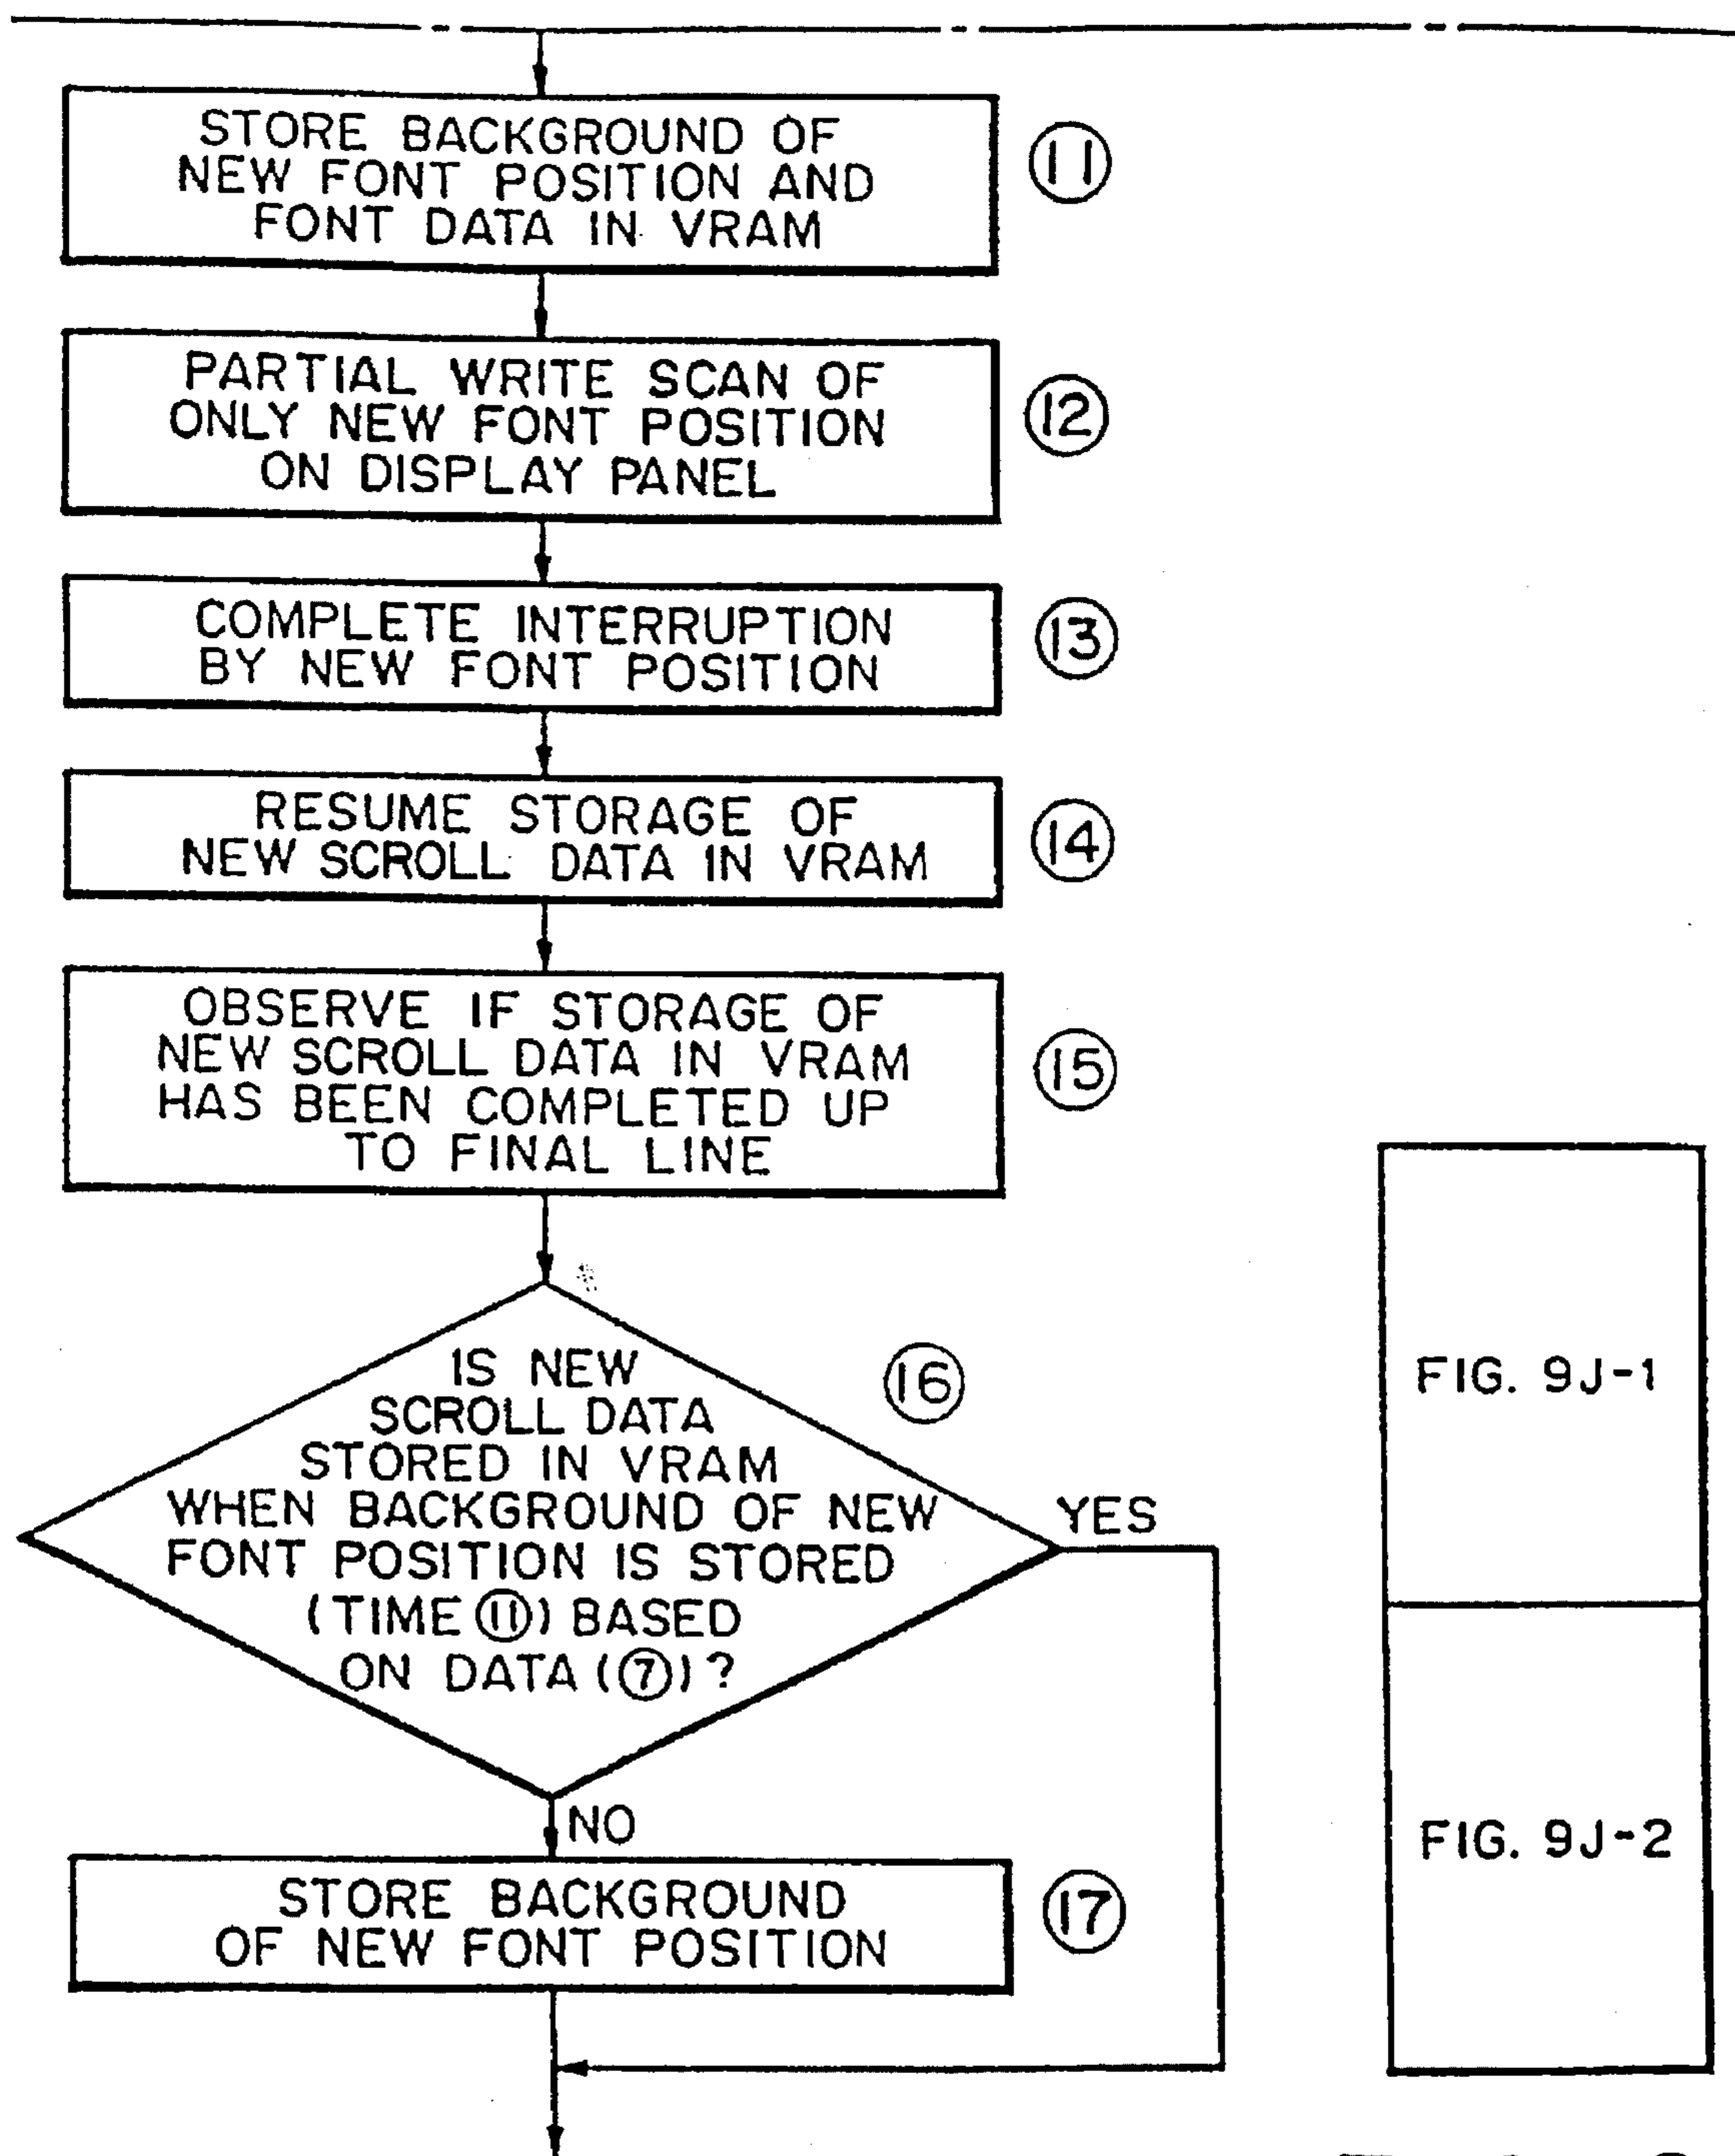 STORE BACKGROUND OF
NEW FONT POSITION AND
FONT DATA IN VRAM
⑪
PARTIAL WRITE SCAN OF
ONLY NEW FONT POSITION
ON DISPLAY PANEL
⑫
COMPLETE INTERRUPTION
BY NEW FONT POSITION
⑬
RESUME STORAGE OF
NEW SCROLL DATA IN VRAM
⑭
OBSERVE IF STORAGE OF
NEW SCROLL DATA IN VRAM
HAS BEEN COMPLETED UP
TO FINAL LINE
⑮
IS NEW
SCROLL DATA
STORED IN VRAM
WHEN BACKGROUND OF NEW
FONT POSITION IS STORED
(TIME ⑪) BASED
ON DATA (⑦)?
⑯
YES
NO
STORE BACKGROUND
OF NEW FONT POSITION
⑰
FIG. 9J-1
FIG. 9J-2